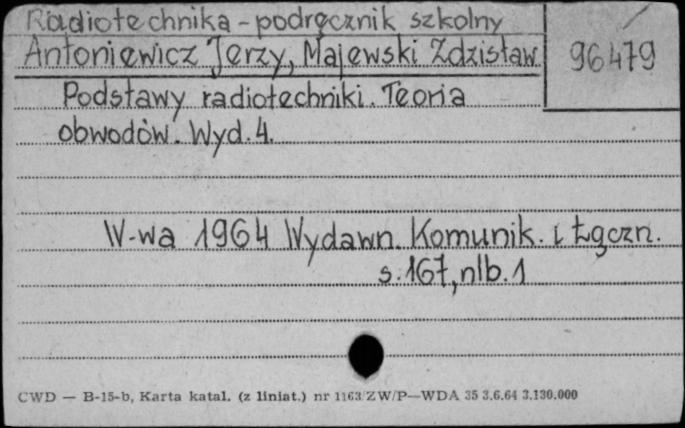 Radiotechnika - podręcznik szkolny
Antoniewicz Jerzy, Majewski Zdzisław
96479
Podstawy radiotechniki. Teoria
obwodów. Wyd. 4.
W-wa 1964 Wydawn. Komunik. i Łączn.
s. 167, nlb. 1
CWD — B-15-b, Karta katal. (z liniat.) nr 1163 ZW/P—WDA 35 3.6.64 3.130.000